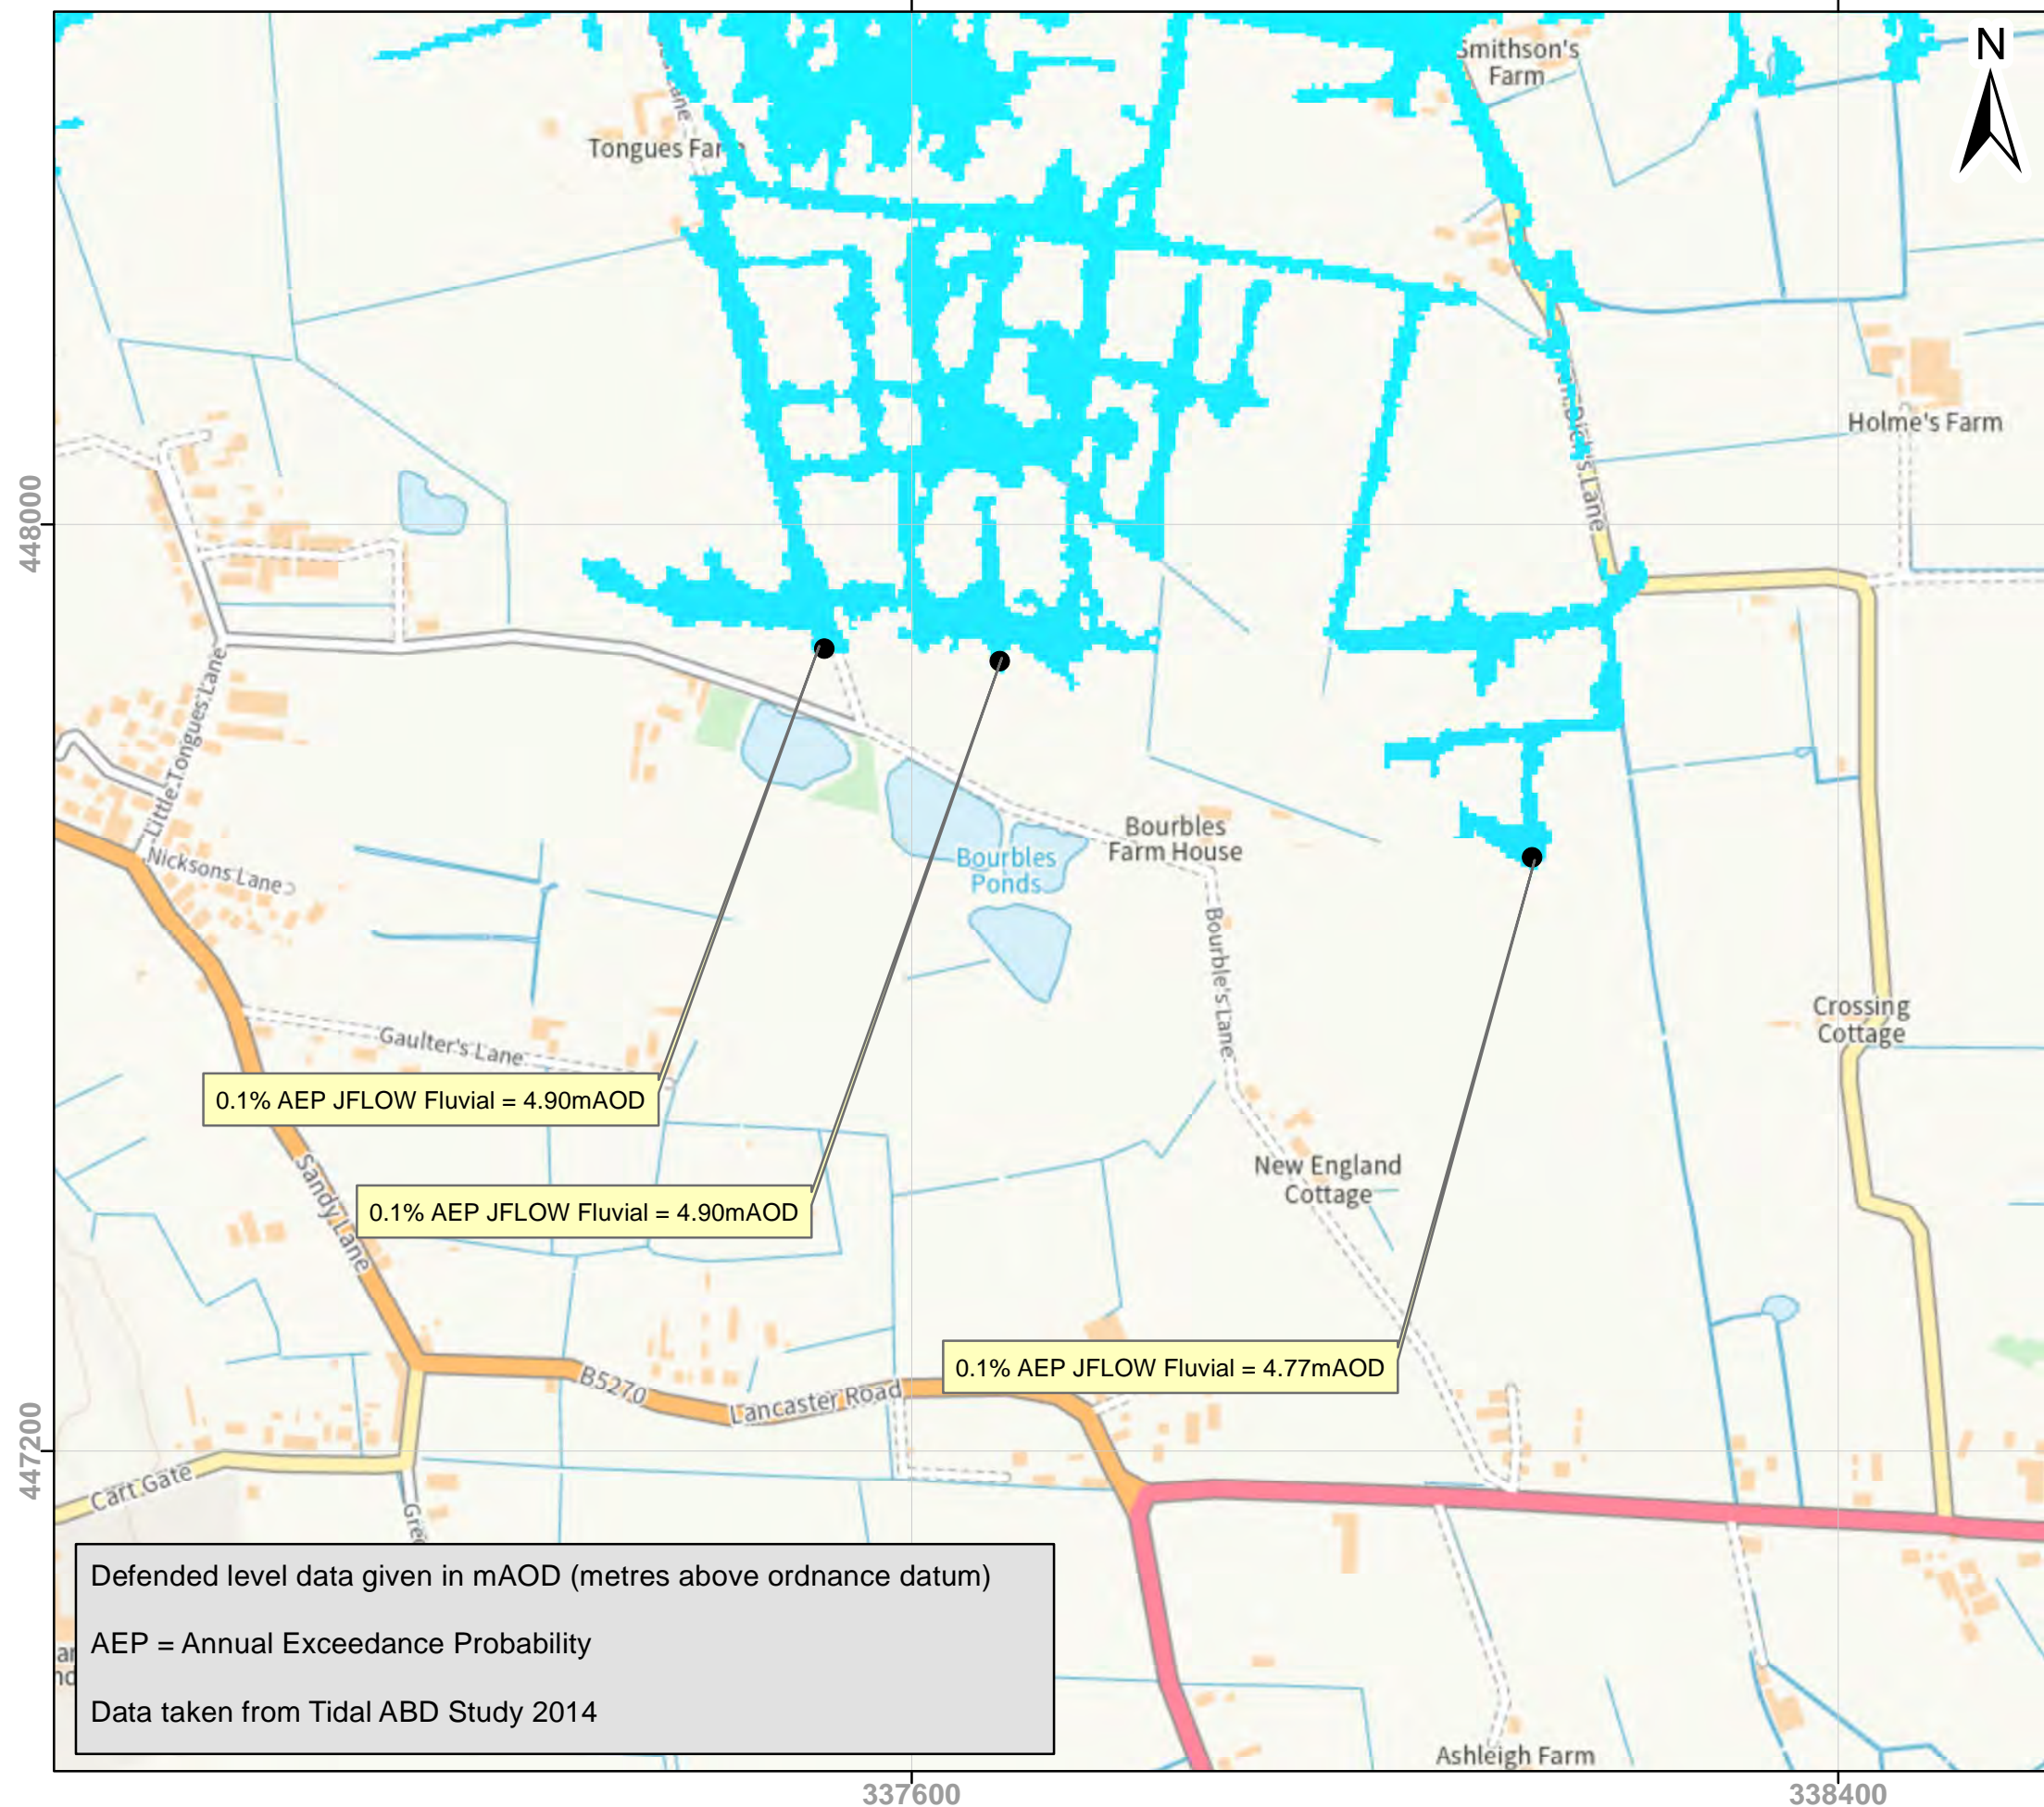 N
Smithson's
Farm
Lane
Tongues Farm
Holme's Farm
448000
Little Tongues Lane
Nicksons Lane
Bourbles
Farm House
Bourbles
Ponds
Bourble's Lane
Crossing
Cottage
Gaulter's Lane
0.1% AEP JFLOW Fluvial = 4.90mAOD
New England
Cottage
Sandy Lane
0.1% AEP JFLOW Fluvial = 4.90mAOD
0.1% AEP JFLOW Fluvial = 4.77mAOD
B5270
Lancaster Road
447200
Cart Gate
Defended level data given in mAOD (metres above ordnance datum)
AEP = Annual Exceedance Probability
Data taken from Tidal ABD Study 2014
Ashleigh Farm
337600
338400